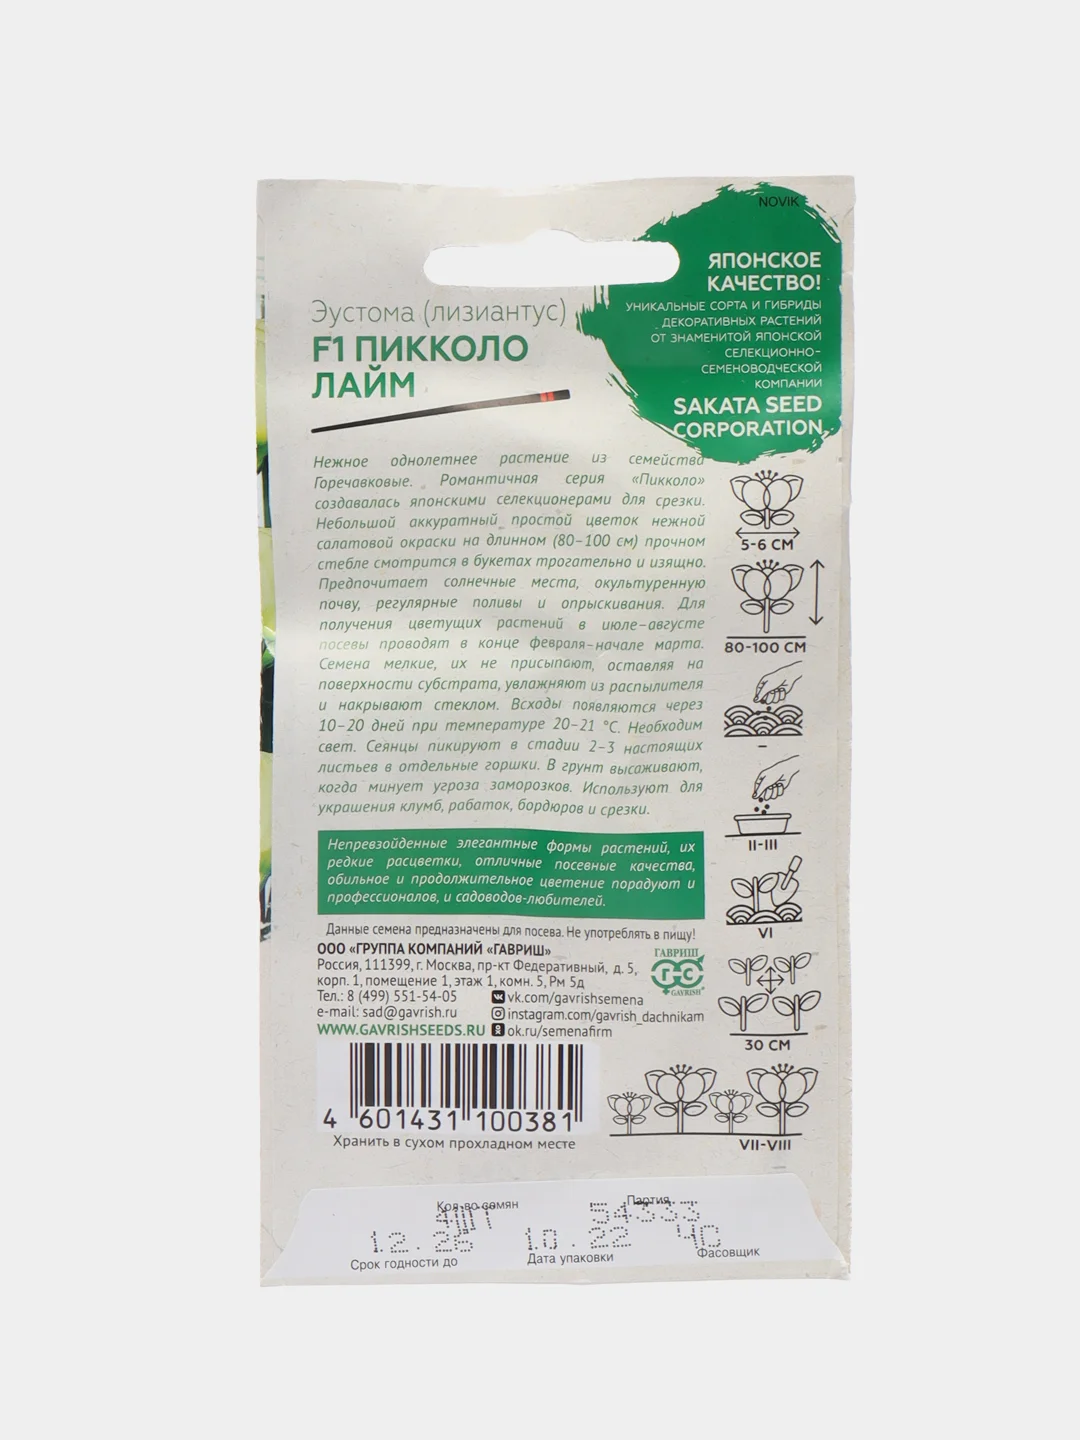 NOVIK
ЯПОНСКОЕ
КАЧЕСТВО!
УНИКАЛЬНЫЕ СОРТА И ГИБРИДЫ
ДЕКОРАТИВНЫХ РАСТЕНИЙ
ОТ ЗНАМЕНИТОЙ ЯПОНСКОЙ
СЕЛЕКЦИОННО-
СЕМЕНОВОДЧЕСКОЙ
КОМПАНИИ
SAKATA SEED
CORPORATION
Эустома (лизиантус)
F1 ПИККОЛО
ЛАЙМ
Нежное однолетнее растение из семейства
Горечавковые. Романтичная серия «Пикколо»
создавалась японскими селекционерами для срезки.
Небольшой аккуратный простой цветок нежной
салатовой окраски на длинном (80–100 см) прочном
стебле смотрится в букетах трогательно и изящно.
Предпочитает солнечные места, окультуренную
почву, регулярные поливы и опрыскивания. Для
получения цветущих растений в июле–августе
посевы проводят в конце февраля–начале марта.
Семена мелкие, их не присыпают, оставляя на
поверхности субстрата, увлажняют из распылителя
и накрывают стеклом. Всходы появляются через
10–20 дней при температуре 20–21 °С. Необходим
свет. Сеянцы пикируют в стадии 2–3 настоящих
листьев в отдельные горшки. В грунт высаживают,
когда минует угроза заморозков. Используют для
украшения клумб, рабаток, бордюров и срезки.
Непревзойденные элегантные формы растений, их
редкие расцветки, отличные посевные качества,
обильное и продолжительное цветение порадуют и
профессионалов, и садоводов-любителей.
Данные семена предназначены для посева. Не употреблять в пищу!
ООО «ГРУППА КОМПАНИЙ «ГАВРИШ»
Россия, 111399, г. Москва, пр-кт Федеративный, д. 5,
корп. 1, помещение 1, этаж 1, комн. 5, Рм 5д
Тел.: 8 (499) 551-54-05
e-mail: sad@gavrish.ru
WWW.GAVRISHSEEDS.RU
vk.com/gavrishsemena
instagram.com/gavrish_dachnikam
ok.ru/semenafirm
ГАВРИШ
ГС
GAVRISH®
4 601431 100381
Хранить в сухом прохладном месте
5-6 СМ
80-100 СМ
–
II-III
VI
30 СМ
VII-VIII
Кол-во семян
4ШТ
Партия
54333
12.26
10.22
ЧС
Срок годности до
Дата упаковки
Фасовщик